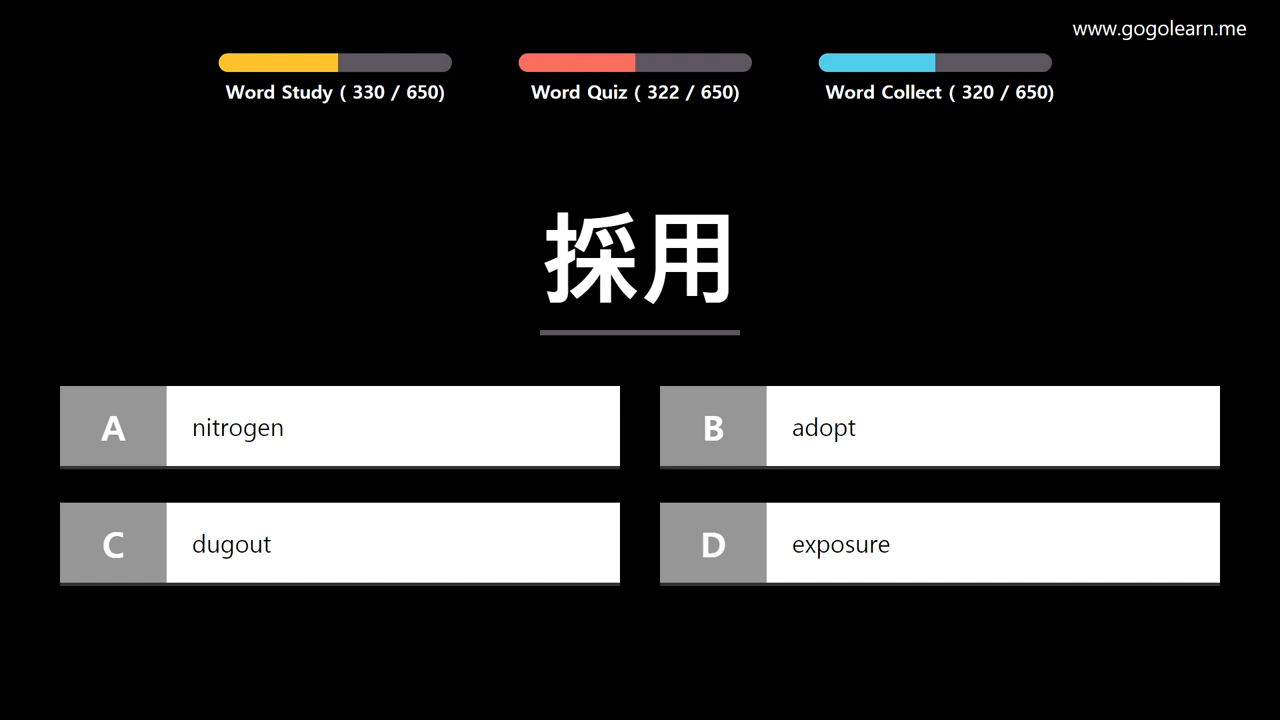 www.gogolearn.me
Word Study ( 330 / 650)
Word Quiz ( 322 / 650)
Word Collect ( 320 / 650)
採用
A nitrogen
B adopt
C dugout
D exposure